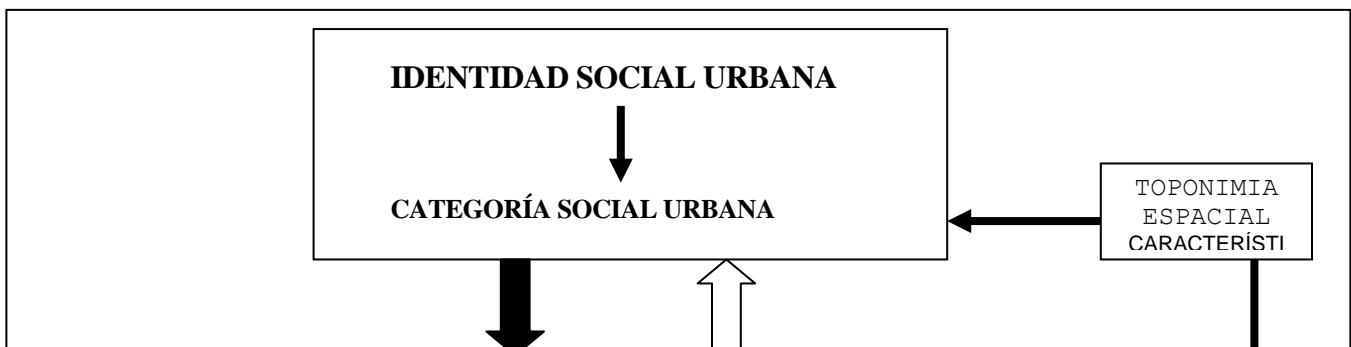 IDENTIDAD SOCIAL URBANA
CATEGORÍA SOCIAL URBANA
TOPONIMIA
ESPACIAL
CARACTERÍSTI